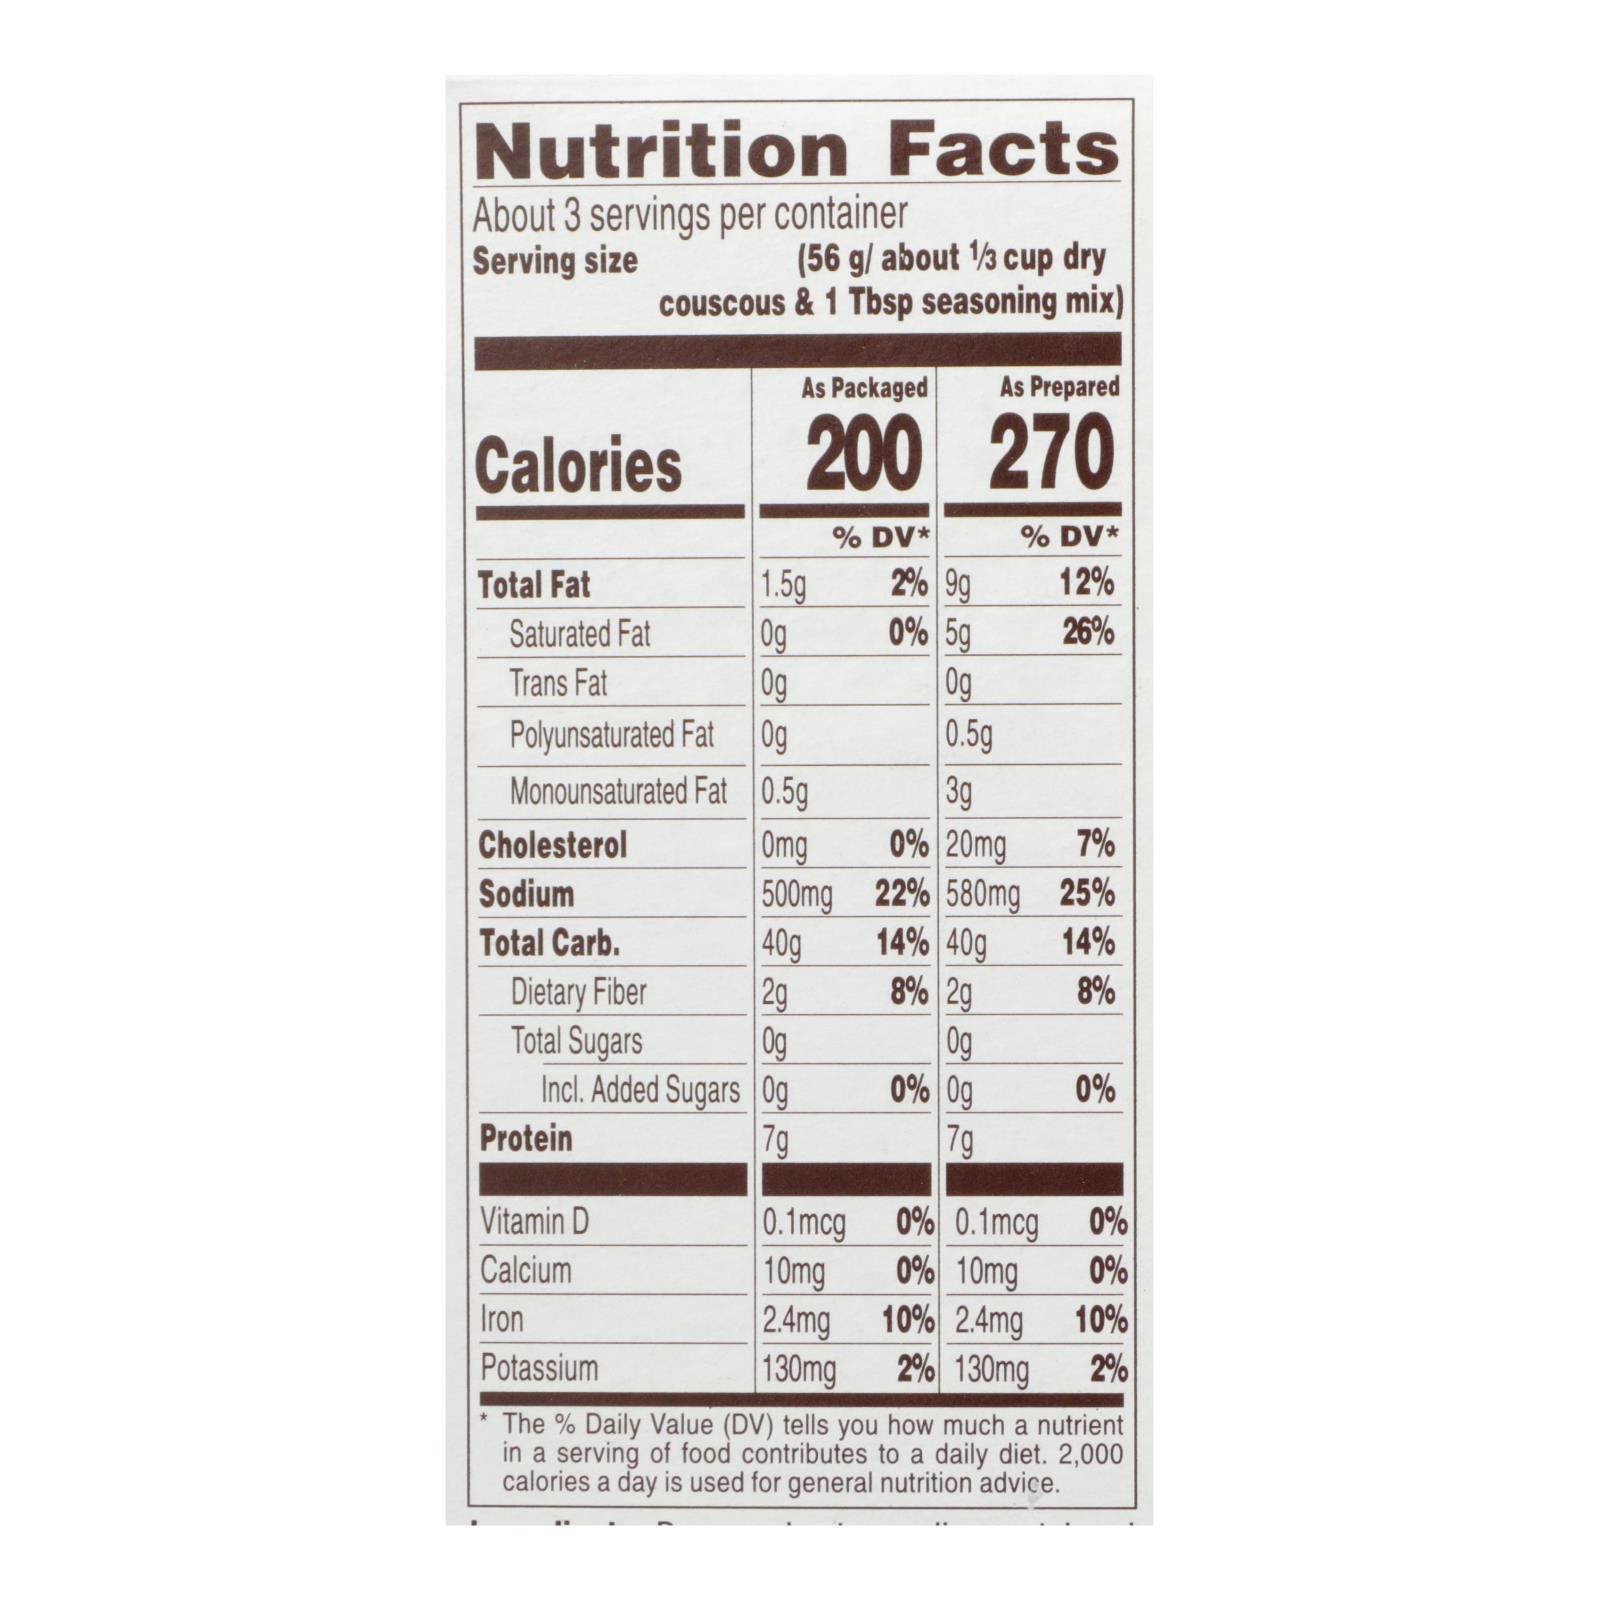 Nutrition Facts
About 3 servings per container
Serving size (56 g/ about ⅓ cup dry
couscous & 1 Tbsp seasoning mix)
As Packaged As Prepared
Calories 200 270
% DV* % DV*
Total Fat 1.5g 2% 9g 12%
Saturated Fat 0g 0% 5g 26%
Trans Fat 0g 0g
Polyunsaturated Fat 0g 0.5g
Monounsaturated Fat 0.5g 3g
Cholesterol 0mg 0% 20mg 7%
Sodium 500mg 22% 580mg 25%
Total Carb. 40g 14% 40g 14%
Dietary Fiber 2g 8% 2g 8%
Total Sugars 0g 0g
Incl. Added Sugars 0g 0% 0g 0%
Protein 7g 7g
Vitamin D 0.1mcg 0% 0.1mcg 0%
Calcium 10mg 0% 10mg 0%
Iron 2.4mg 10% 2.4mg 10%
Potassium 130mg 2% 130mg 2%
* The % Daily Value (DV) tells you how much a nutrient
in a serving of food contributes to a daily diet. 2,000
calories a day is used for general nutrition advice.